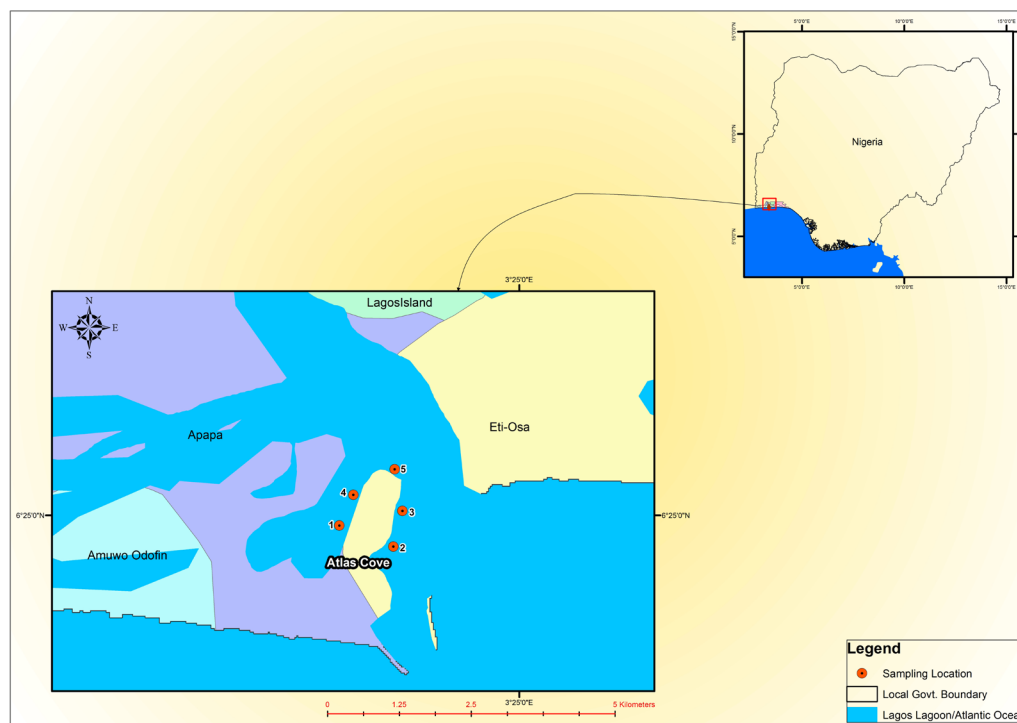 5°0'0"E
10°0'0"E
15°0'0"E
15°0'0"N
10°0'0"N
5°0'0"N
Nigeria
5°0'0"E
10°0'0"E
15°0'0"E
3°25'0"E
N
W
E
S
LagosIsland
Apapa
Eti-Osa
5
4
3
1
2
6°25'0"N
6°25'0"N
Amuwo Odofin
Atlas Cove
3°25'0"E
0
1.25
2.5
5 Kilometers
Legend
Sampling Location
Local Govt. Boundary
Lagos Lagoon/Atlantic Ocea